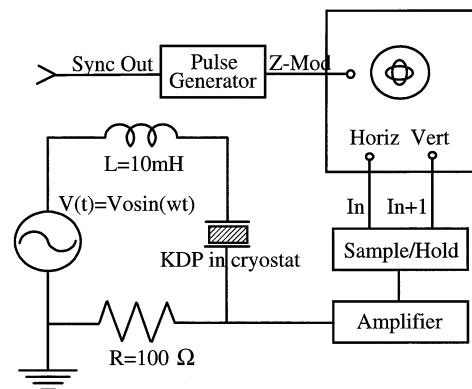 Sync Out
Pulse
Generator
Z-Mod
Horiz Vert
L=10mH
V(t)=Vosin(wt)
In In+1
Sample/Hold
KDP in cryostat
Amplifier
R=100 Ω